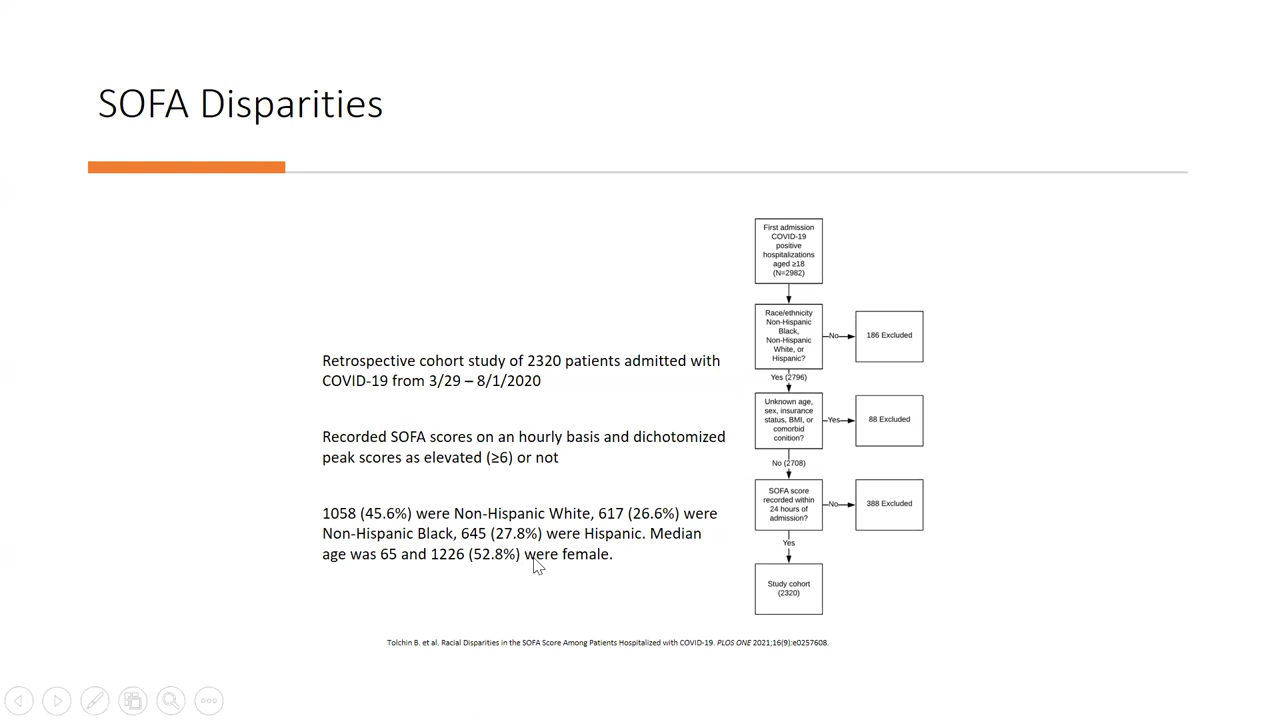 SOFA Disparities
Retrospective cohort study of 2320 patients admitted with
COVID-19 from 3/29 – 8/1/2020
Recorded SOFA scores on an hourly basis and dichotomized
peak scores as elevated (≥6) or not
1058 (45.6%) were Non-Hispanic White, 617 (26.6%) were
Non-Hispanic Black, 645 (27.8%) were Hispanic. Median
age was 65 and 1226 (52.8%) were female.
First admission
COVID-19
positive
hospitalizations
aged ≥18
(N=2982)
Race/ethnicity
Non-Hispanic
Black,
Non-Hispanic
White, or
Hispanic?
No
186 Excluded
Yes (2796)
Unknown age,
sex, insurance
status, BMI, or
comorbid
conition?
Yes
88 Excluded
No (2708)
SOFA score
recorded within
24 hours of
admission?
No
388 Excluded
Yes
Study cohort
(2320)
Tolchin B. et al. Racial Disparities in the SOFA Score Among Patients Hospitalized with COVID-19. PLOS ONE 2021;16(9):e0257608.